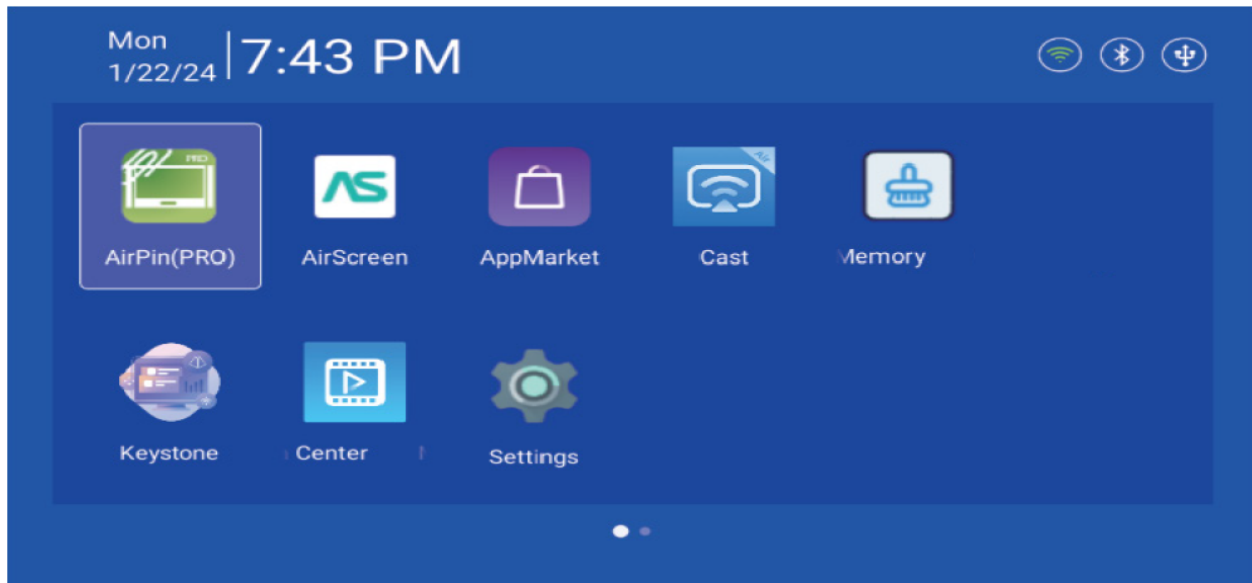 Mon
1/22/24
7:43 PM
PRO
AirPin(PRO)
AS
AirScreen
AppMarket
Air
Cast
Memory
Keystone
Center
Settings